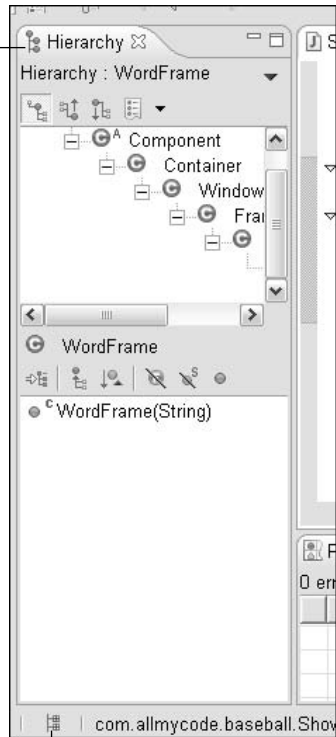 Hierarchy
Hierarchy : WordFrame
A
Component
Container
Window
Fra
WordFrame
S
C
WordFrame(String)
0 err
com.allmycode.baseball.Show